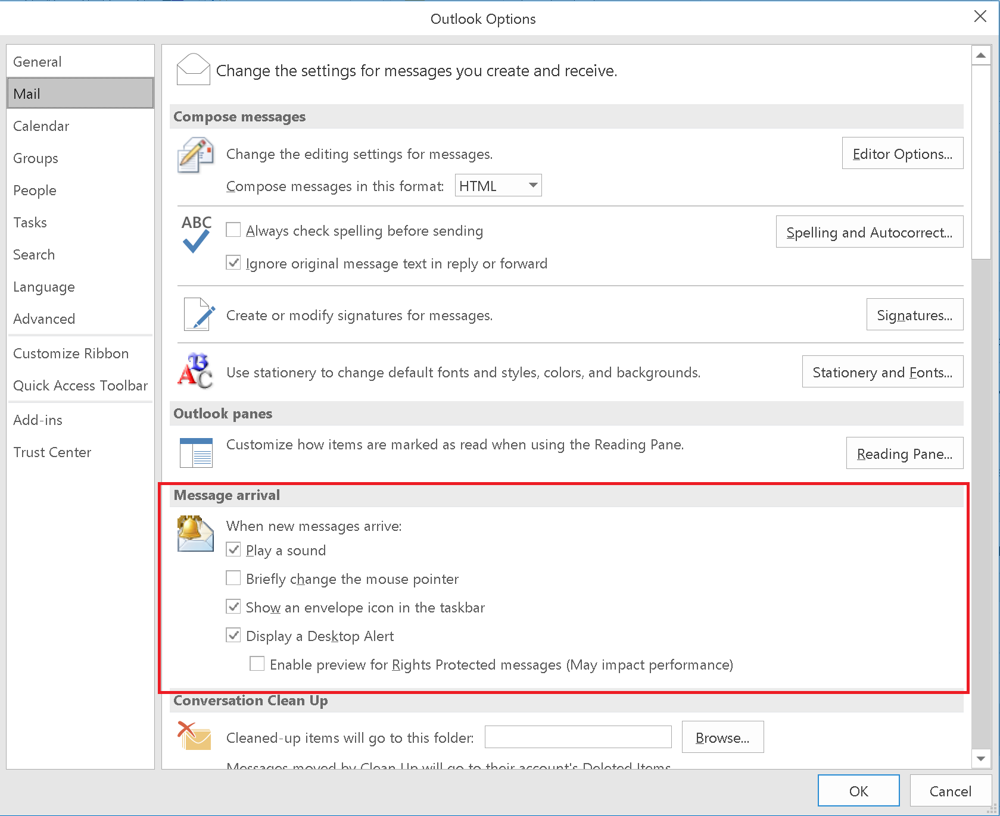 Outlook Options
General
Mail
Calendar
Groups
People
Tasks
Search
Language
Advanced
Customize Ribbon
Quick Access Toolbar
Add-ins
Trust Center
Change the settings for messages you create and receive.
Compose messages
Change the editing settings for messages.
Editor Options...
Compose messages in this format: HTML
ABC
Always check spelling before sending
Spelling and Autocorrect...
Ignore original message text in reply or forward
Create or modify signatures for messages.
Signatures...
Use stationery to change default fonts and styles, colors, and backgrounds.
Stationery and Fonts...
Outlook panes
Customize how items are marked as read when using the Reading Pane.
Reading Pane...
Message arrival
When new messages arrive:
Play a sound
Briefly change the mouse pointer
Show an envelope icon in the taskbar
Display a Desktop Alert
Enable preview for Rights Protected messages (May impact performance)
Conversation Clean Up
Cleaned-up items will go to this folder:
Browse...
Messages moved by Clean Up will go to their account's Deleted Items.
OK
Cancel